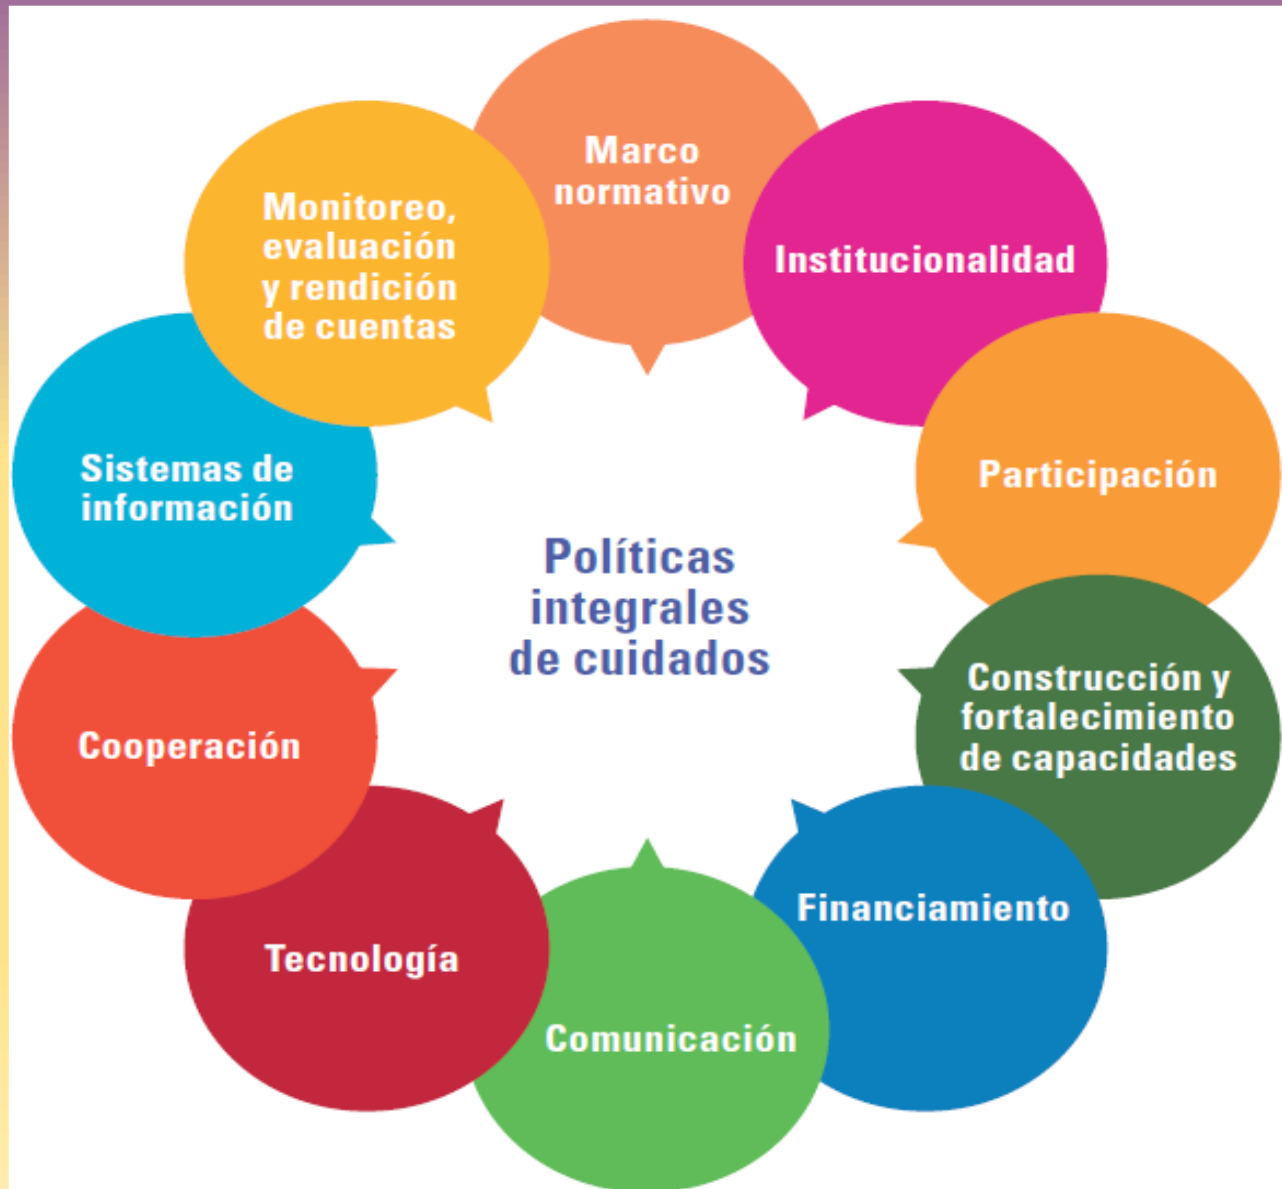 Marco
normativo
Institucionalidad
Participación
Construcción y
fortalecimiento
de capacidades
Financiamiento
Comunicación
Tecnología
Cooperación
Sistemas de
información
Monitoreo,
evaluación
y rendición
de cuentas
Políticas
integrales
de cuidados